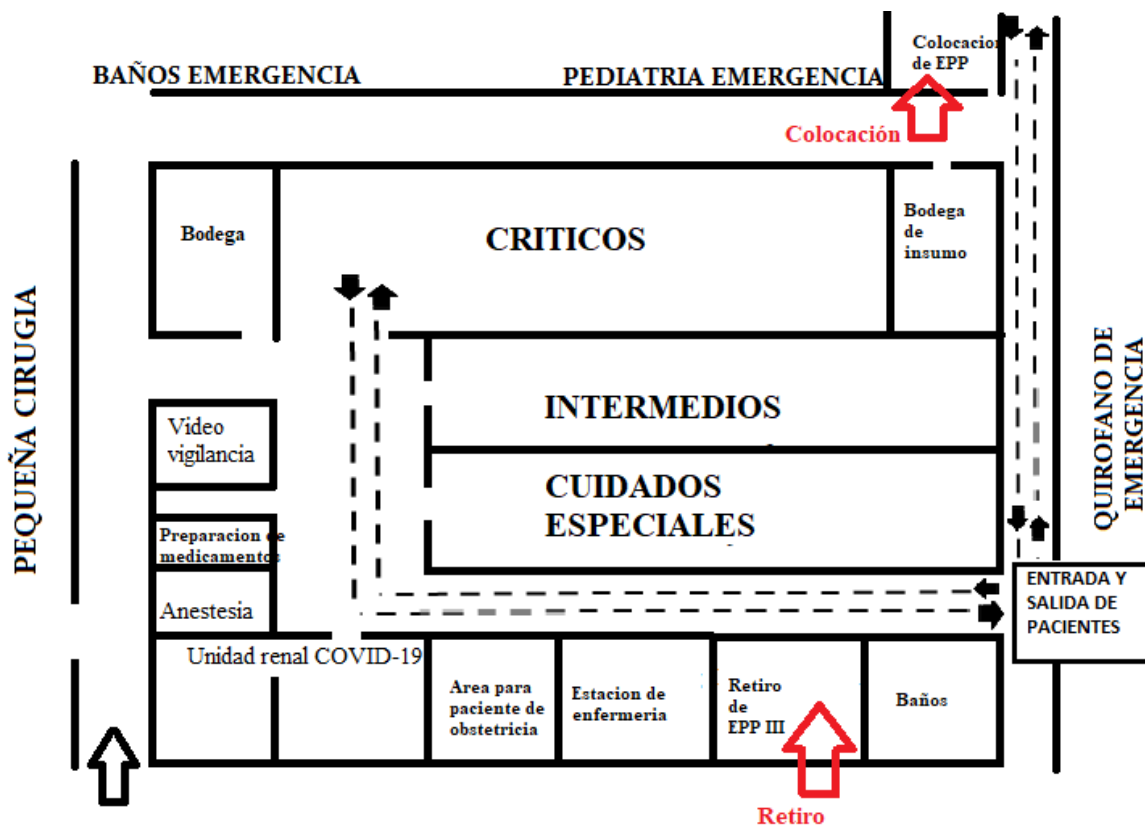 Colocacion
de EPP
BAÑOS EMERGENCIA
PEDIATRIA EMERGENCIA
Colocación
Bodega
CRITICOS
Bodega
de
insumo
PEQUEÑA CIRUGIA
QUIROFANO DE
EMERGENCIA
INTERMEDIOS
Video
vigilancia
CUIDADOS
ESPECIALES
Preparacion de
medicamentos
Anestesia
ENTRADA Y
SALIDA DE
PACIENTES
Unidad renal COVID-19
Area para
paciente de
obstetricia
Estacion de
enfermeria
Retiro
de
EPP III
Baños
Retiro